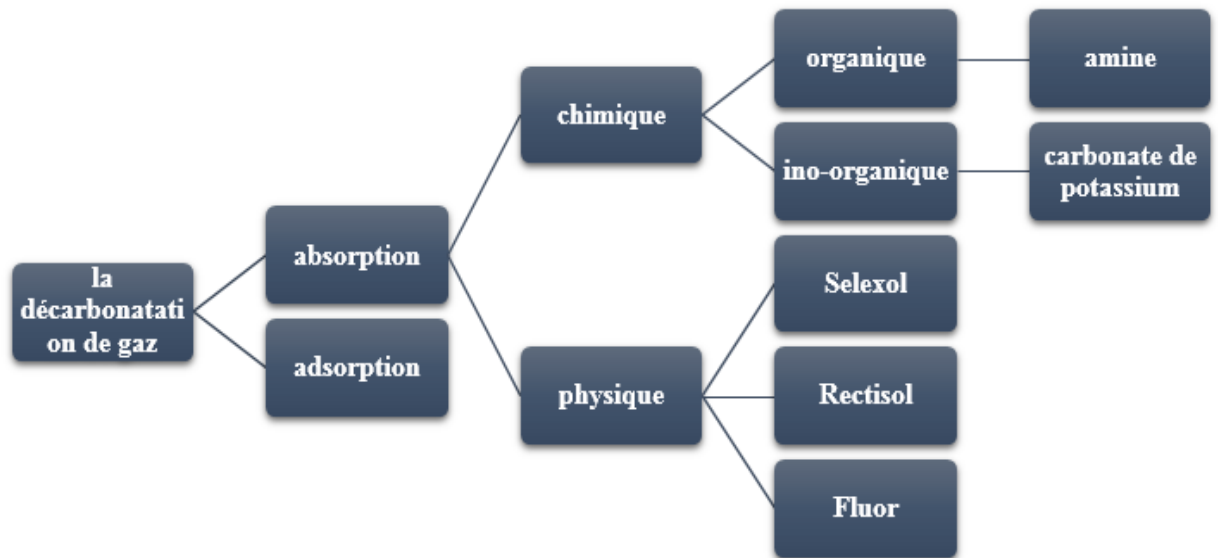 organique
amine
chimique
ino-organique
carbonate de
potassium
absorption
la
décarbonatati
on de gaz
adsorption
Selexol
physique
Rectisol
Fluor